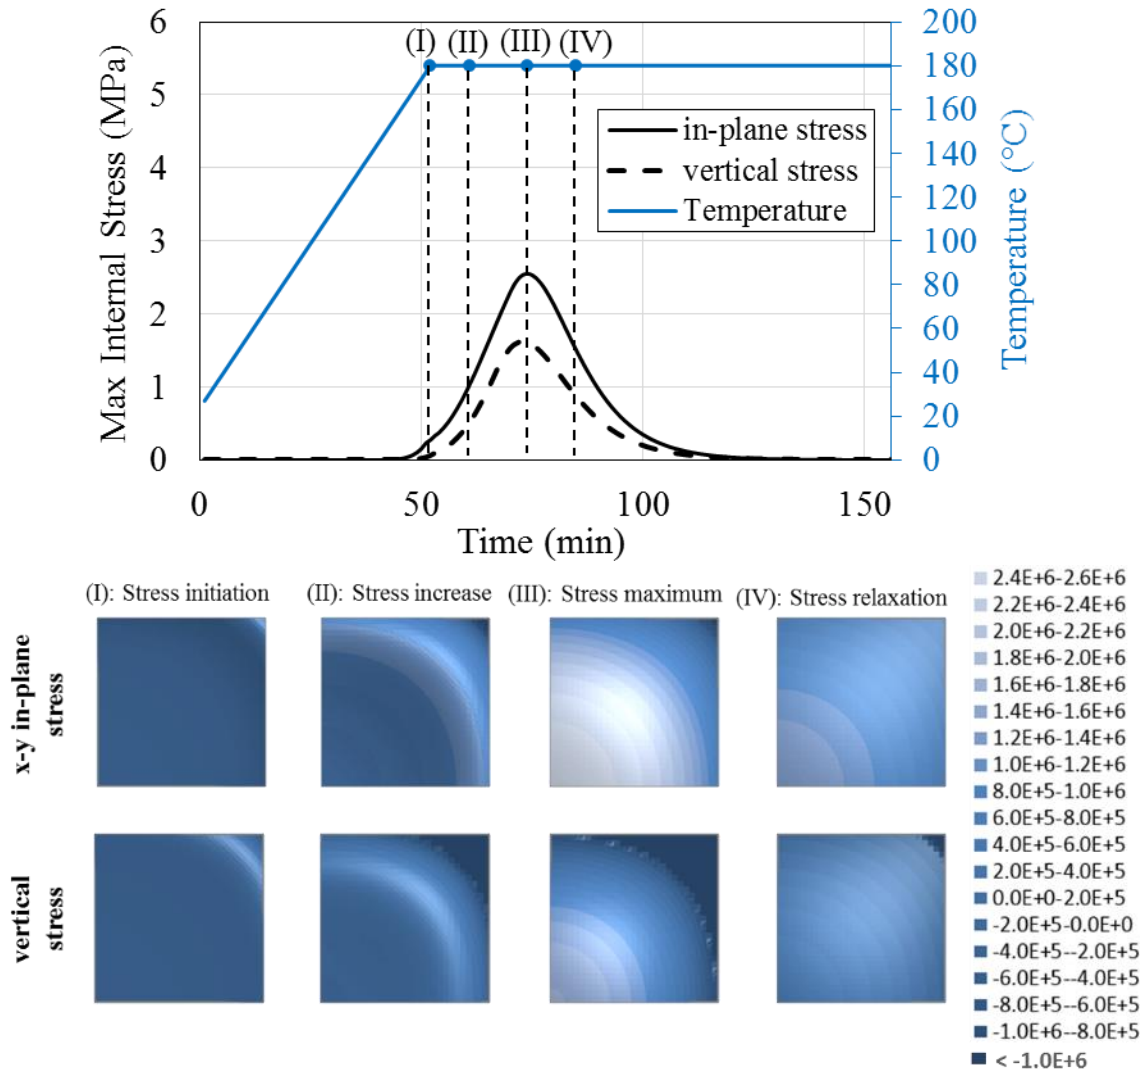 6
5
4
3
2
1
0
Max Internal Stress (MPa)
(I)
(II)
(III)
(IV)
in-plane stress
vertical stress
Temperature
200
180
160
140
120
100
80
60
40
20
0
Temperature (°C)
0
50
100
150
Time (min)
(I): Stress initiation
(II): Stress increase
(III): Stress maximum
(IV): Stress relaxation
x-y in-plane
stress
vertical
stress
2.4E+6-2.6E+6
2.2E+6-2.4E+6
2.0E+6-2.2E+6
1.8E+6-2.0E+6
1.6E+6-1.8E+6
1.4E+6-1.6E+6
1.2E+6-1.4E+6
1.0E+6-1.2E+6
8.0E+5-1.0E+6
6.0E+5-8.0E+5
4.0E+5-6.0E+5
2.0E+5-4.0E+5
0.0E+0-2.0E+5
-2.0E+5-0.0E+0
-4.0E+5--2.0E+5
-6.0E+5--4.0E+5
-8.0E+5--6.0E+5
-1.0E+6--8.0E+5
< -1.0E+6